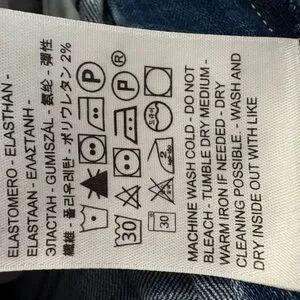 ELASTOMERO - ELASTHAN -
ELASTAAN - ΕΛΑΣΤΑΝΗ -
ЭЛАСТАН - GUMISZÁL - 氨纶 - 彈性
纖維 - 폴리우레탄 - ポリウレタン 2%
P
30 P ®
30
MACHINE WASH COLD - DO NOT
BLEACH - TUMBLE DRY MEDIUM -
WARM IRON IF NEEDED - DRY
CLEANING POSSIBLE. - WASH AND
DRY INSIDE OUT WITH LIKE